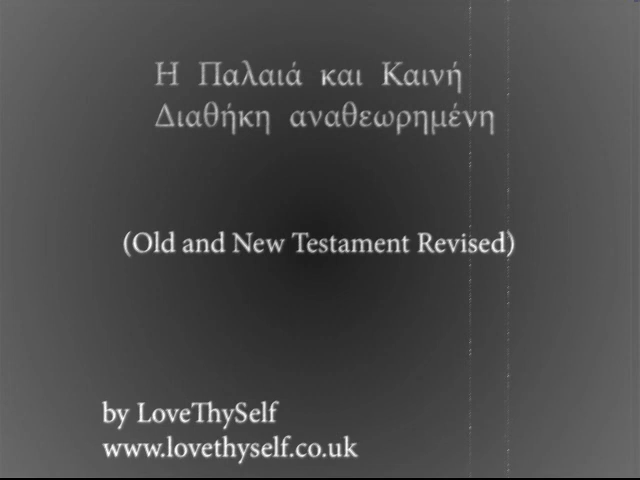 Η Παλαιά και Καινή
Διαθήκη αναθεωρημένη
(Old and New Testament Revised)
by LoveThySelf
www.lovethyself.co.uk